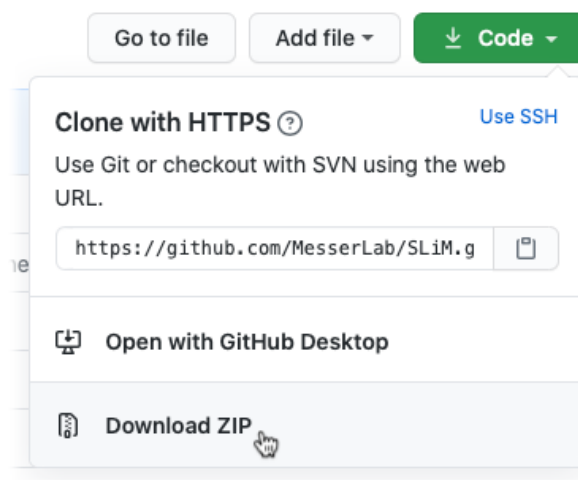 Go to file
Add file
Code
Clone with HTTPS
Use SSH
Use Git or checkout with SVN using the web
URL.
https://github.com/MesserLab/SLiM.g
Open with GitHub Desktop
Download ZIP